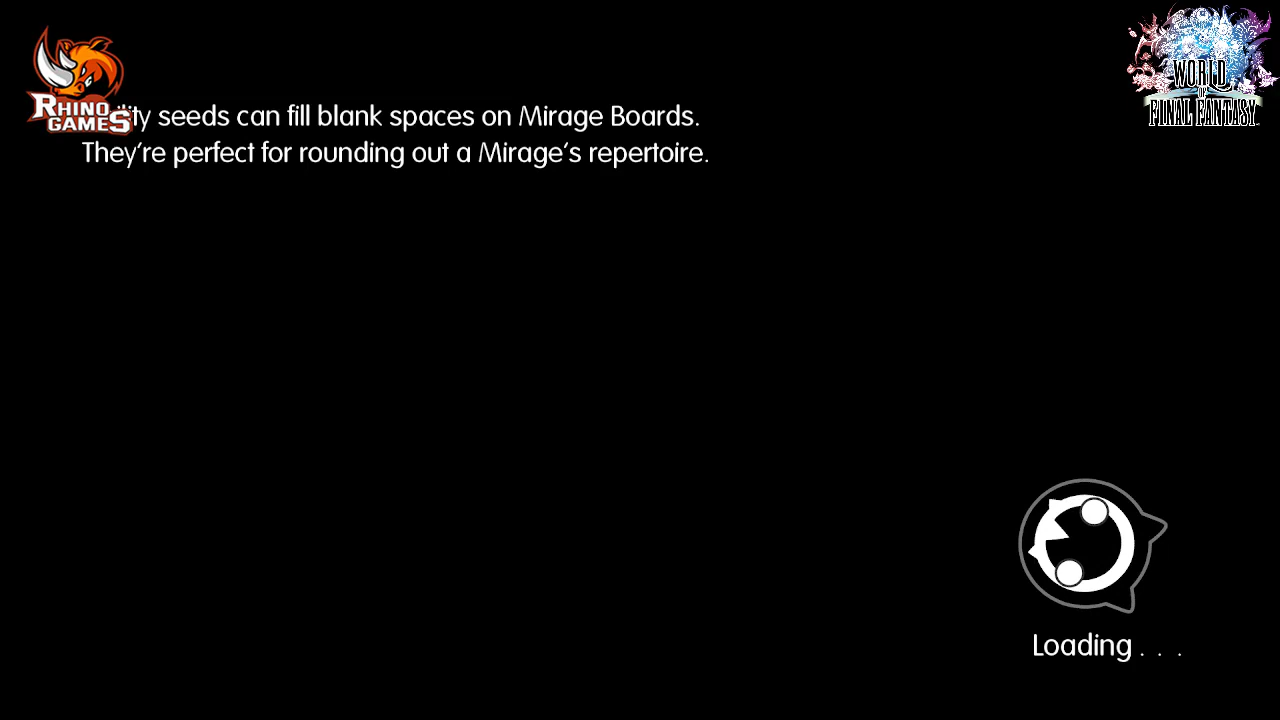 RHINO
GAMES
WORLD
OF
FINAL FANTASY
seeds can fill blank spaces on Mirage Boards.
They're perfect for rounding out a Mirage's repertoire.
Loading . . .